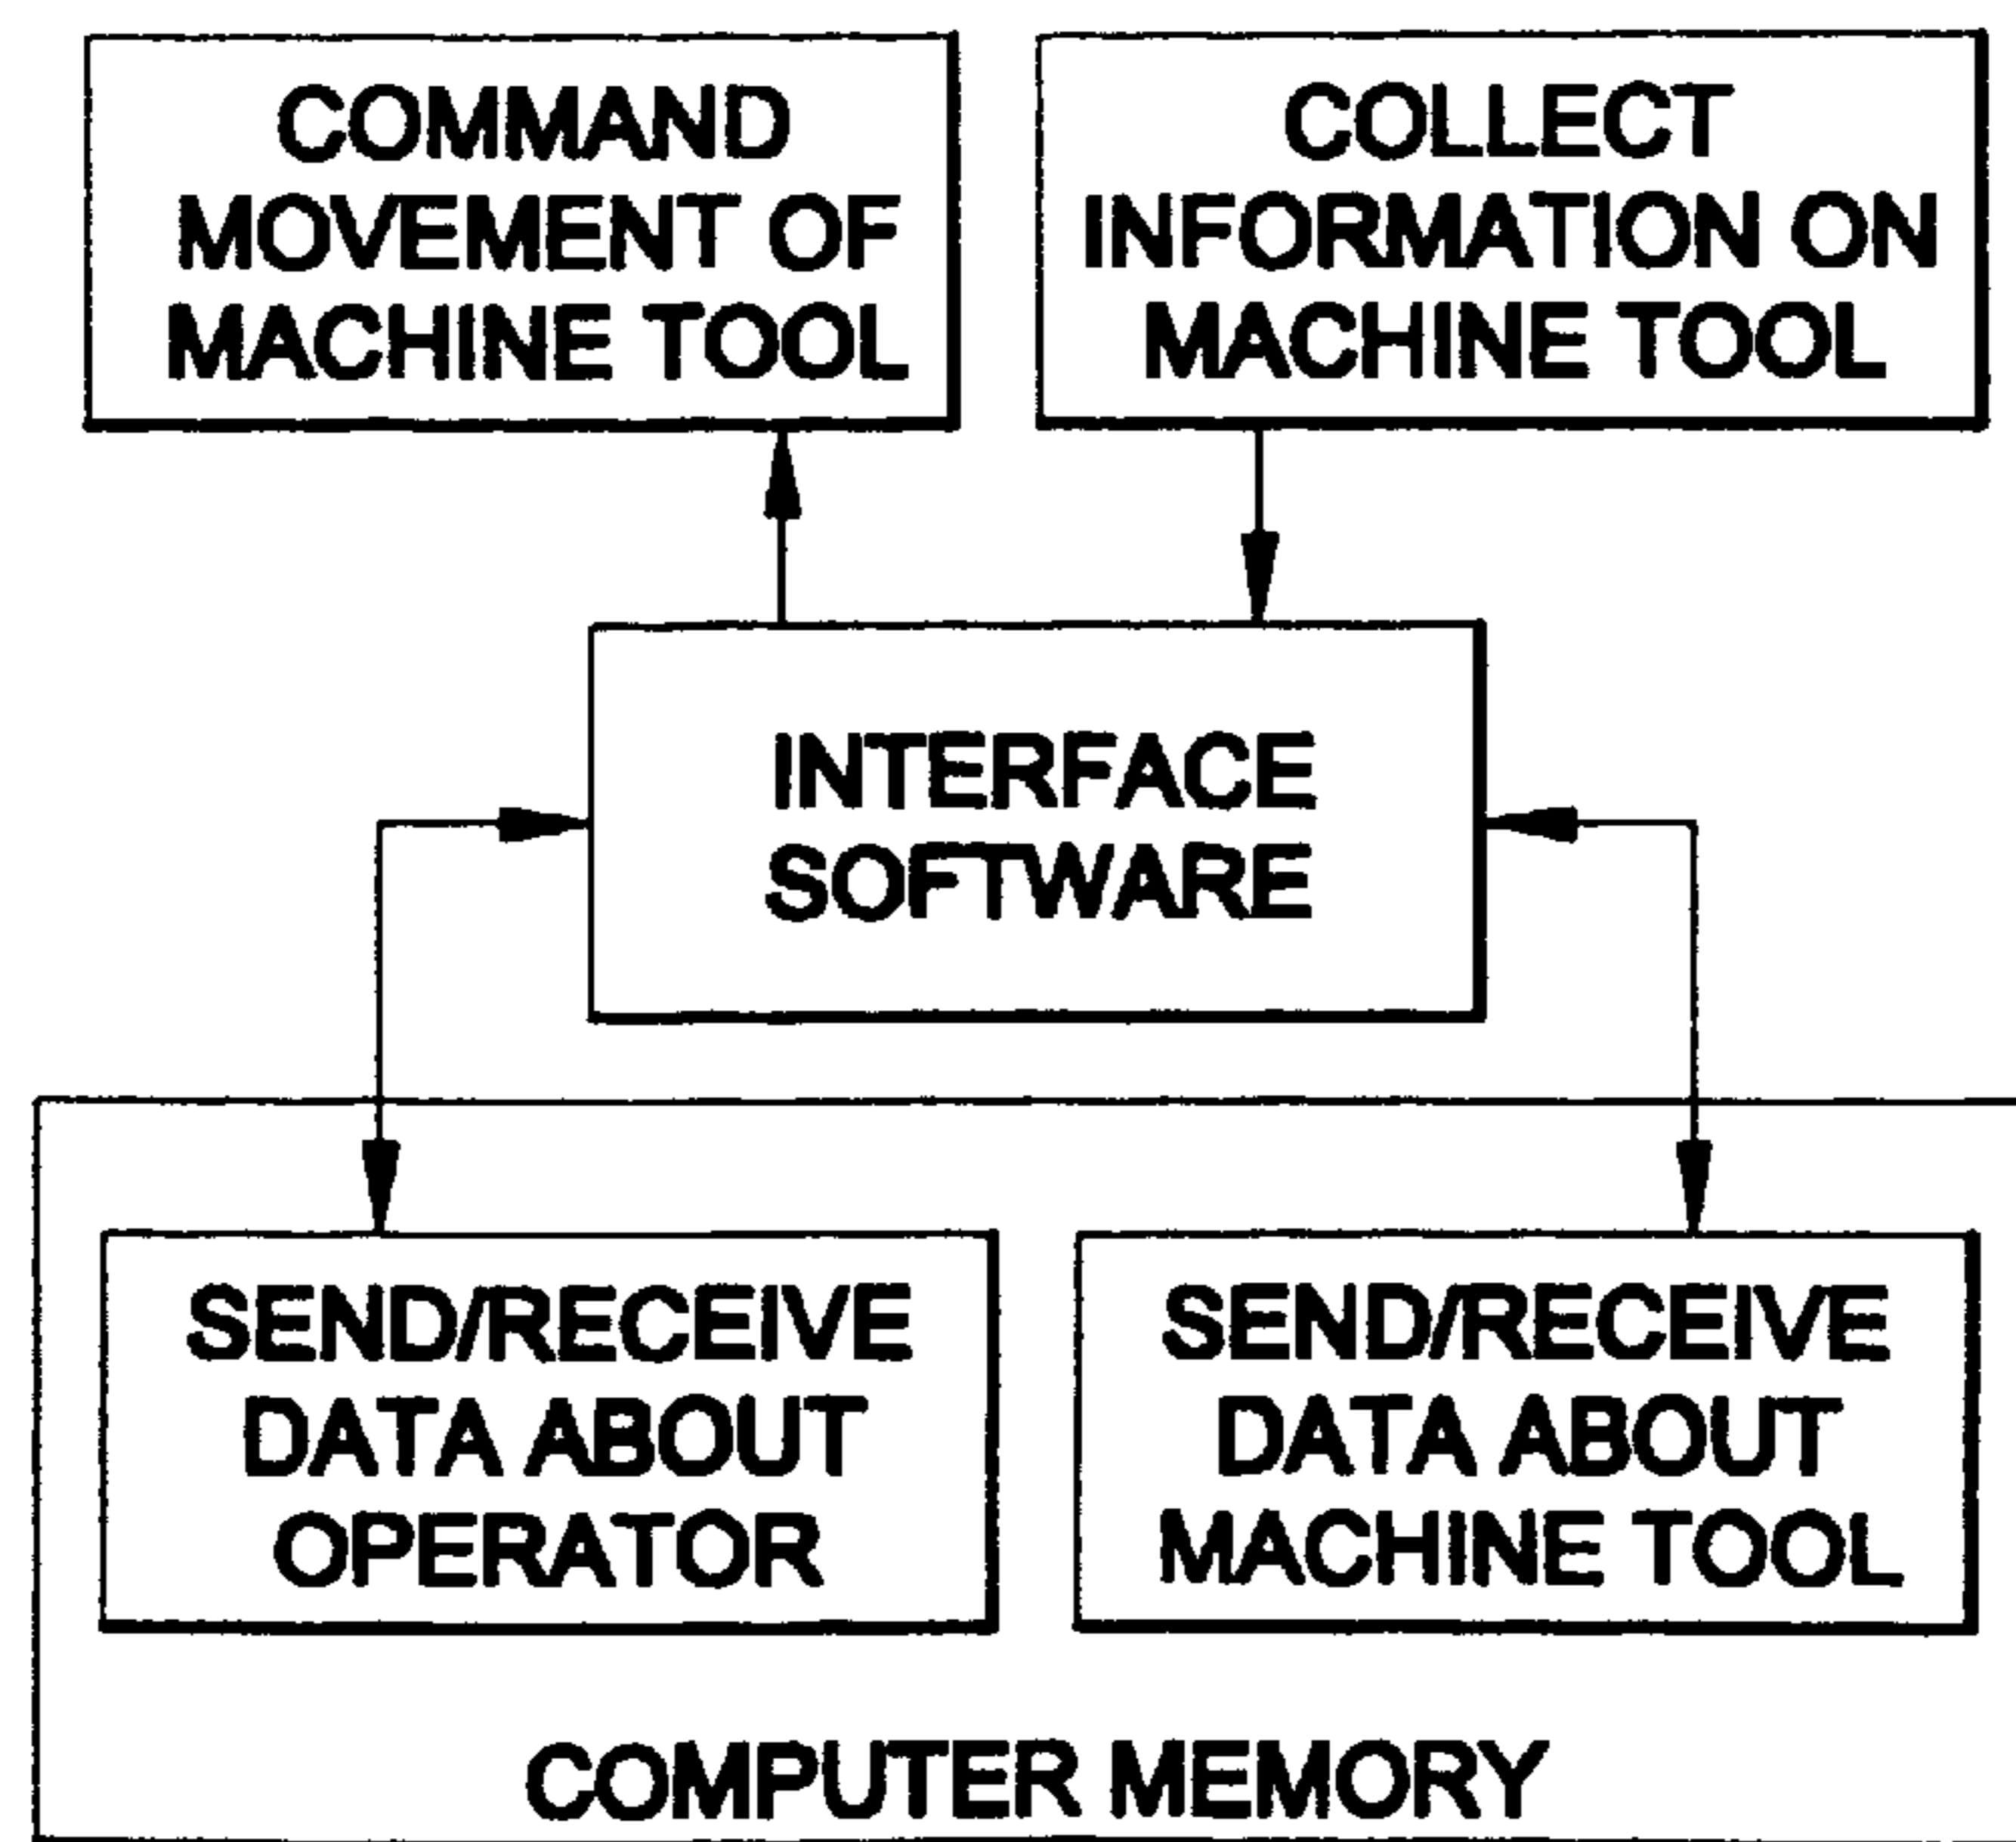 COMMAND
MOVEMENT OF
MACHINE TOOL
COLLECT
INFORMATION ON
MACHINE TOOL
INTERFACE
SOFTWARE
SEND/RECEIVE
DATA ABOUT
OPERATOR
SEND/RECEIVE
DATA ABOUT
MACHINE TOOL
COMPUTER MEMORY